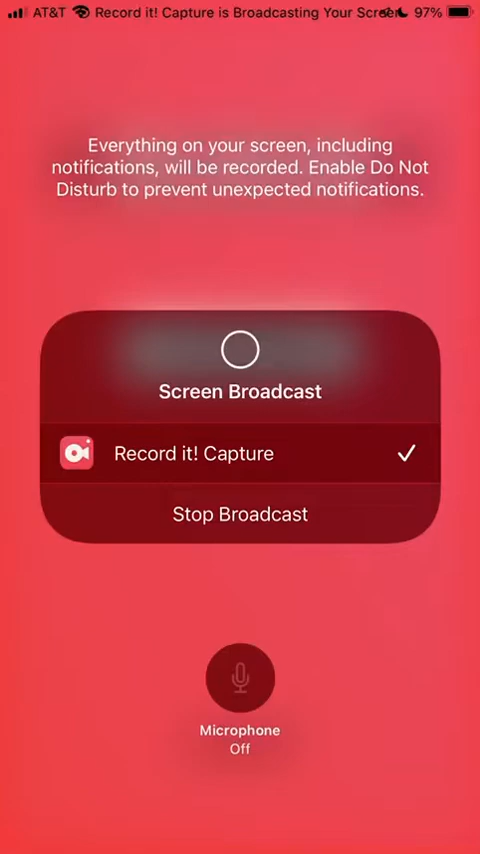 AT&T Record it! Capture is Broadcasting Your Screen 97%
Everything on your screen, including
notifications, will be recorded. Enable Do Not
Disturb to prevent unexpected notifications.
Screen Broadcast
Record it! Capture
Stop Broadcast
Microphone
Off